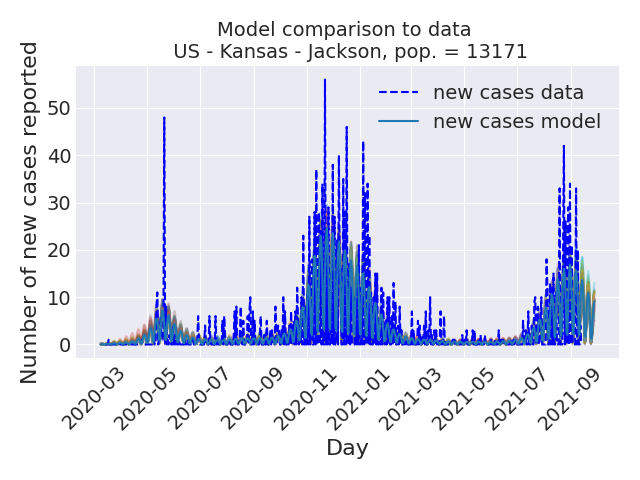 Model comparison to data
US - Kansas - Jackson, pop. = 13171
Number of new cases reported
50
40
30
20
10
0
new cases data
new cases model
2020-03
2020-05
2020-07
2020-09
2020-11
2021-01
2021-03
2021-05
2021-07
2021-09
Day